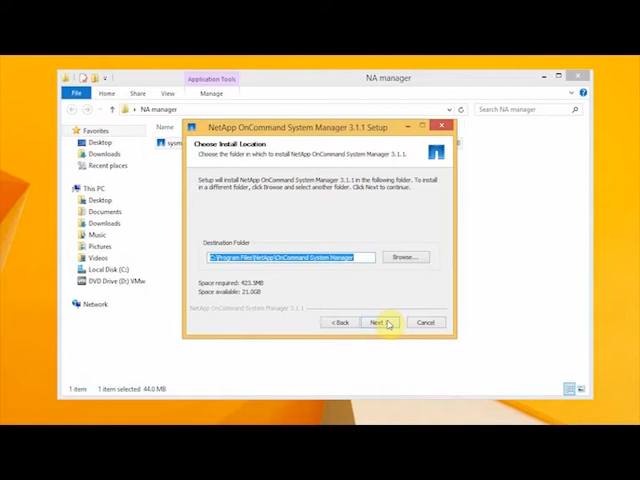 Application Tools
NA manager
File
Home
Share
View
Manage
NA manager
Search NA manager
Favorites
Desktop
Downloads
Recent places
This PC
Desktop
Documents
Downloads
Music
Pictures
Videos
Local Disk (C:)
DVD Drive (D:) VMw
Network
Name
sysm
NetApp OnCommand System Manager 3.1.1 Setup
Choose Install Location
Choose the folder in which to install NetApp OnCommand System Manager 3.1.1.
Setup will install NetApp OnCommand System Manager 3.1.1 in the following folder. To install
in a different folder, click Browse and select another folder. Click Next to continue.
Destination Folder
C:\Program Files\NetApp\OnCommand System Manager
Browse...
Space required: 423.5MB
Space available: 21.0GB
NetApp OnCommand System Manager 3.1.1
< Back
Next >
Cancel
1 item
1 item selected 44.0 MB